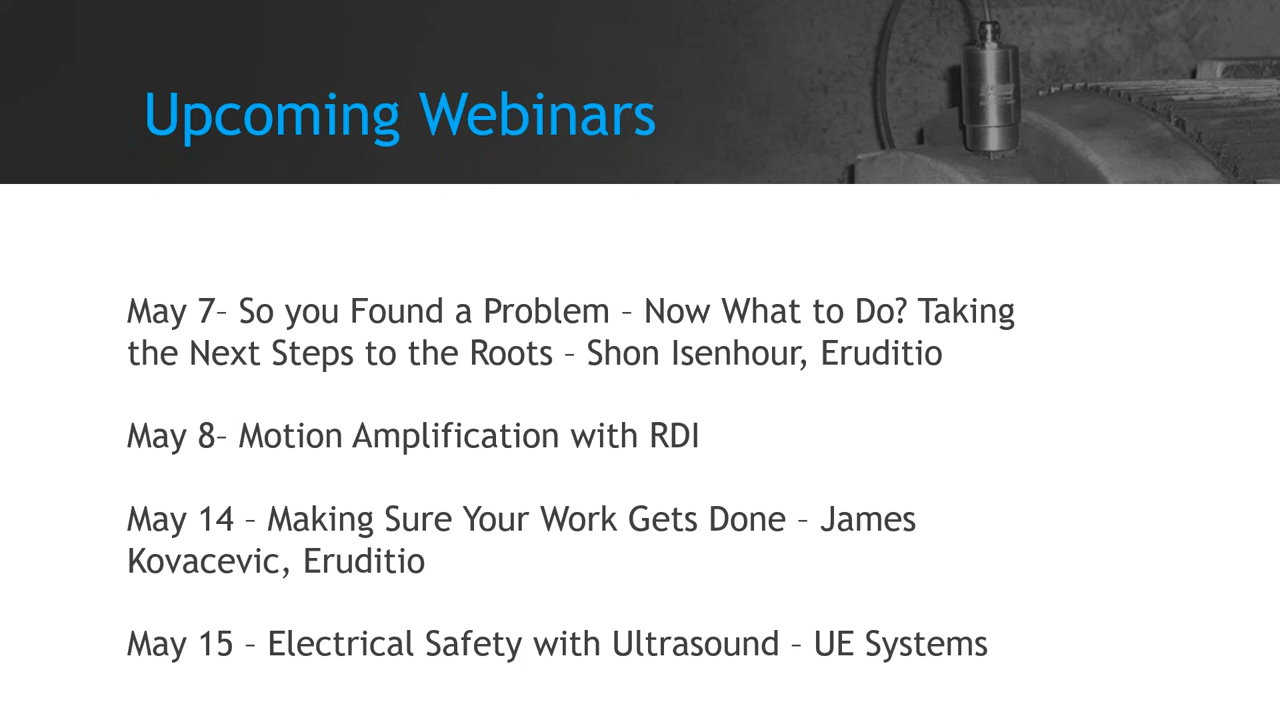 Upcoming Webinars
May 7– So you Found a Problem – Now What to Do? Taking
the Next Steps to the Roots – Shon Isenhour, Eruditio
May 8– Motion Amplification with RDI
May 14 – Making Sure Your Work Gets Done – James
Kovacevic, Eruditio
May 15 – Electrical Safety with Ultrasound – UE Systems